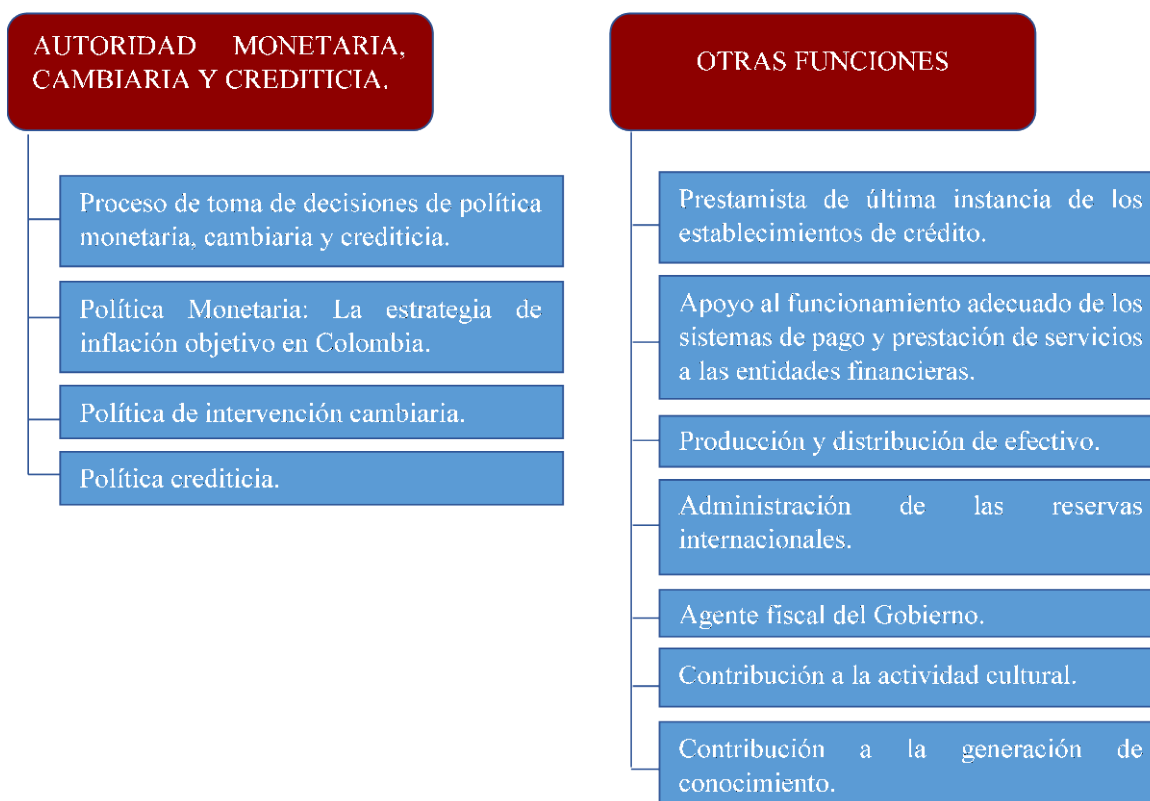 AUTORIDAD MONETARIA,
CAMBIARIA Y CREDITICIA.
Proceso de toma de decisiones de política
monetaria, cambiaria y crediticia.
Política Monetaria: La estrategia de
inflación objetivo en Colombia.
Política de intervención cambiaria.
Política crediticia.
OTRAS FUNCIONES
Prestamista de última instancia de los
establecimientos de crédito.
Apoyo al funcionamiento adecuado de los
sistemas de pago y prestación de servicios
a las entidades financieras.
Producción y distribución de efectivo.
Administración de las reservas
internacionales.
Agente fiscal del Gobierno.
Contribución a la actividad cultural.
Contribución a la generación de
conocimiento.